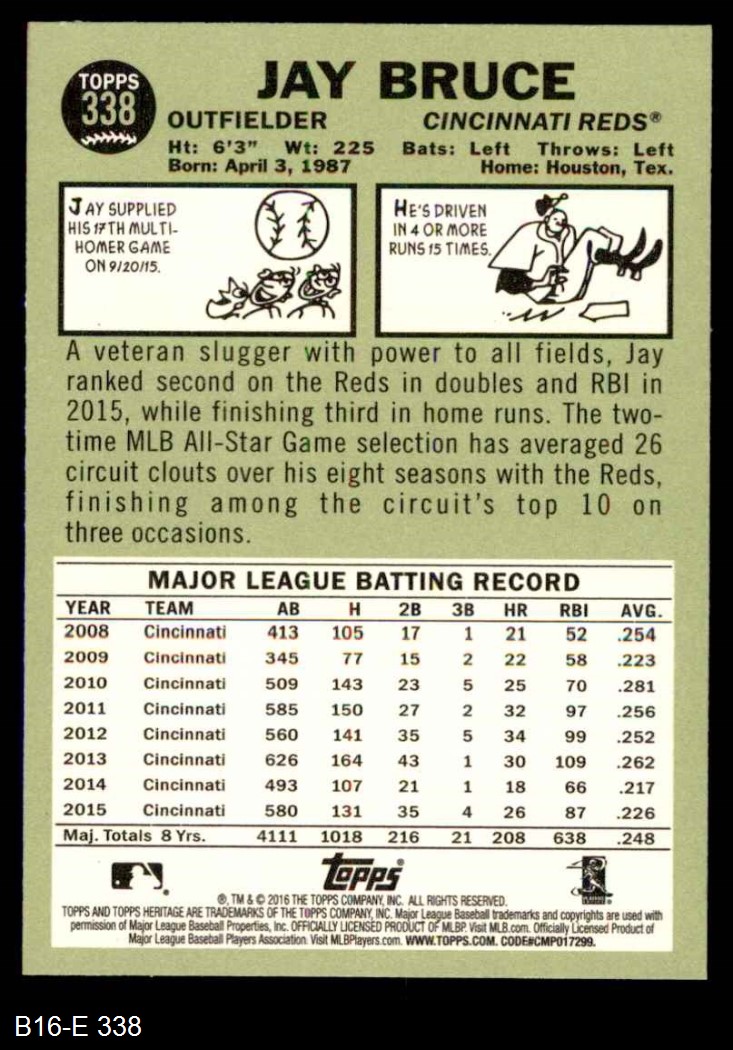 TOPPS
338
JAY BRUCE
OUTFIELDER CINCINNATI REDS®
Ht: 6'3" Wt: 225 Bats: Left Throws: Left
Born: April 3, 1987 Home: Houston, Tex.
JAY SUPPLIED
HIS 17TH MULTI-
HOMER GAME
ON 9/20/15.
HE'S DRIVEN
IN 4 OR MORE
RUNS 15 TIMES.
A veteran slugger with power to all fields, Jay
ranked second on the Reds in doubles and RBI in
2015, while finishing third in home runs. The two-
time MLB All-Star Game selection has averaged 26
circuit clouts over his eight seasons with the Reds,
finishing among the circuit's top 10 on
three occasions.
MAJOR LEAGUE BATTING RECORD
YEAR TEAM AB H 2B 3B HR RBI AVG.
2008 Cincinnati 413 105 17 1 21 52 .254
2009 Cincinnati 345 77 15 2 22 58 .223
2010 Cincinnati 509 143 23 5 25 70 .281
2011 Cincinnati 585 150 27 2 32 97 .256
2012 Cincinnati 560 141 35 5 34 99 .252
2013 Cincinnati 626 164 43 1 30 109 .262
2014 Cincinnati 493 107 21 1 18 66 .217
2015 Cincinnati 580 131 35 4 26 87 .226
Maj. Totals 8 Yrs. 4111 1018 216 21 208 638 .248
Topps®
®, TM & © 2016 THE TOPPS COMPANY, INC. ALL RIGHTS RESERVED.
TOPPS AND TOPPS HERITAGE ARE TRADEMARKS OF THE TOPPS COMPANY, INC. Major League Baseball trademarks and copyrights are used with
permission of Major League Baseball Properties, Inc. OFFICIALLY LICENSED PRODUCT OF MLBP. Visit MLB.com. Officially Licensed Product of
Major League Baseball Players Association. Visit MLBPlayers.com. WWW.TOPPS.COM. CODE#CMP017299.
B16-E 338